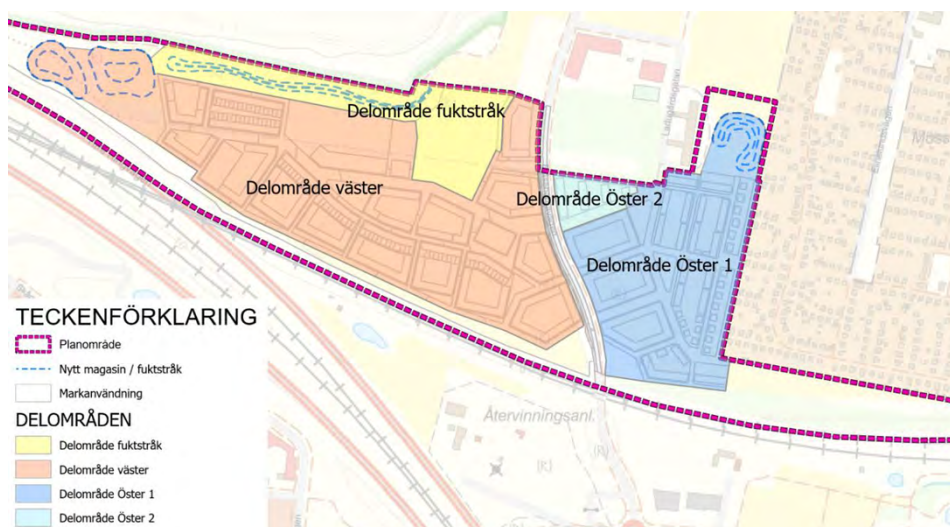 Delområde fuktstråk
Delområde väster
Delområde Öster 2
Delområde Öster 1
Återvinningsanl.
TECKENFÖRKLARING
Planområde
Nytt magasin / fuktstråk
Markanvändning
DELOMRÅDEN
Delområde fuktstråk
Delområde väster
Delområde Öster 1
Delområde Öster 2